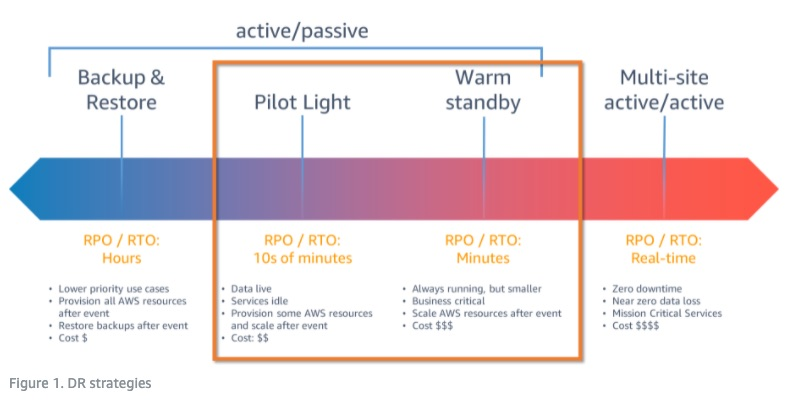 active/passive
Backup &
Restore
Pilot Light
Warm
standby
Multi-site
active/active
RPO / RTO:
Hours
RPO / RTO:
10s of minutes
RPO / RTO:
Minutes
RPO / RTO:
Real-time
• Lower priority use cases
• Provision all AWS resources
after event
• Restore backups after event
• Cost $
• Data live
• Services idle
• Provision some AWS resources
and scale after event
• Cost: $$
• Always running, but smaller
• Business critical
• Scale AWS resources after event
• Cost $$$
• Zero downtime
• Near zero data loss
• Mission Critical Services
• Cost $$$$
Figure 1. DR strategies